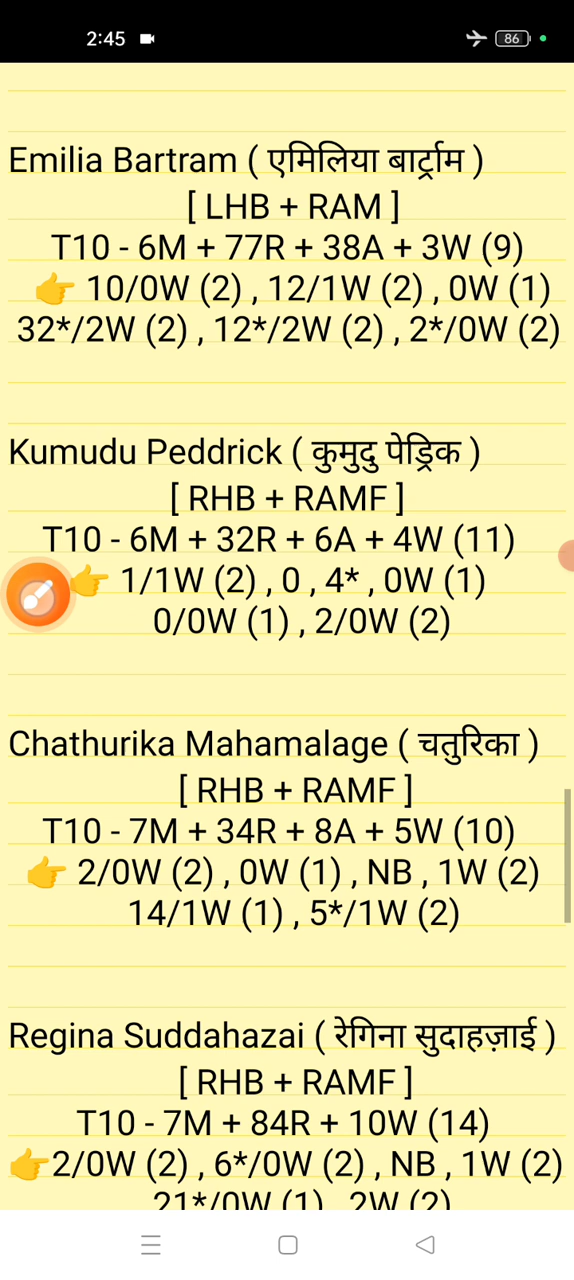 2:45
86
Emilia Bartram ( एमिलिया बार्ट्राम )
[ LHB + RAM ]
T10 - 6M + 77R + 38A + 3W (9)
👉 10/0W (2) , 12/1W (2) , 0W (1)
32*/2W (2) , 12*/2W (2) , 2*/0W (2)
Kumudu Peddrick ( कुमुदु पेड्रिक )
[ RHB + RAMF ]
T10 - 6M + 32R + 6A + 4W (11)
👉 1/1W (2) , 0 , 4* , 0W (1)
0/0W (1) , 2/0W (2)
Chathurika Mahamalage ( चतुरिका )
[ RHB + RAMF ]
T10 - 7M + 34R + 8A + 5W (10)
👉 2/0W (2) , 0W (1) , NB , 1W (2)
14/1W (1) , 5*/1W (2)
Regina Suddahazai ( रेगिना सुदाहज़ाई )
[ RHB + RAMF ]
T10 - 7M + 84R + 10W (14)
👉2/0W (2) , 6*/0W (2) , NB , 1W (2)
21*/0W (1) , 2W (2)